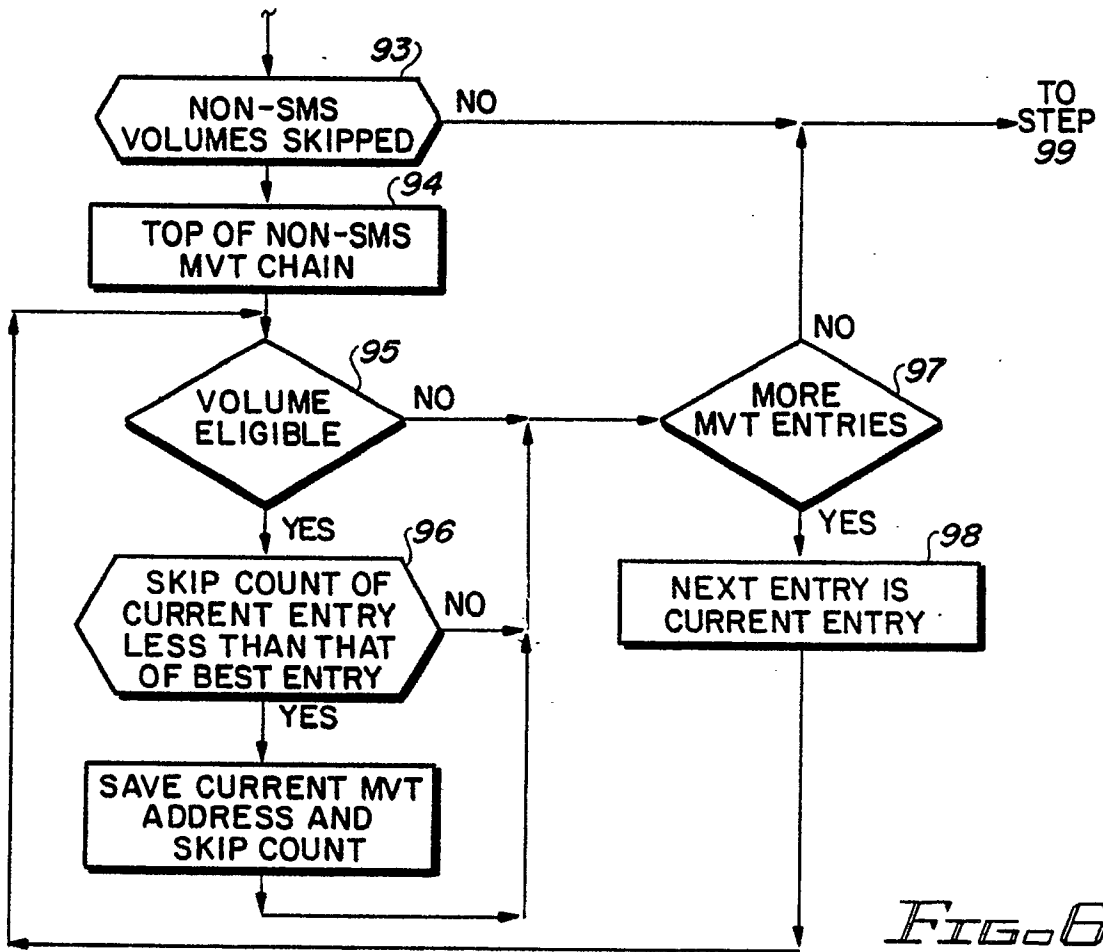 93
NON-SMS
VOLUMES SKIPPED
NO
TO
STEP
99
94
TOP OF NON-SMS
MVT CHAIN
95
VOLUME
ELIGIBLE
NO
YES
NO
97
MORE
MVT ENTRIES
YES
96
SKIP COUNT OF
CURRENT ENTRY
LESS THAN THAT
OF BEST ENTRY
NO
YES
98
NEXT ENTRY IS
CURRENT ENTRY
SAVE CURRENT MVT
ADDRESS AND
SKIP COUNT
FIG. 6